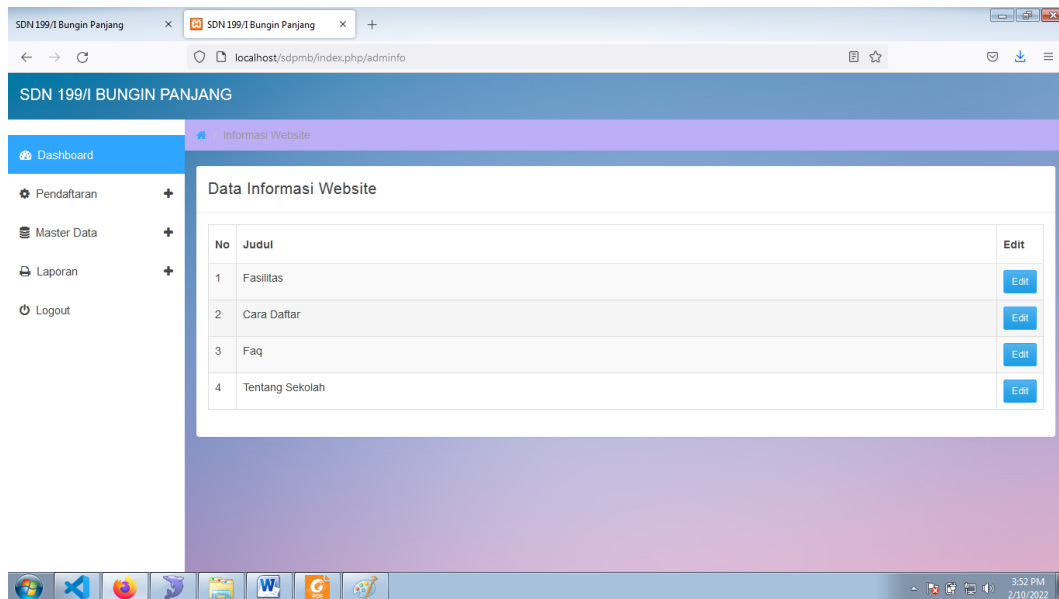 SDN 199/I Bungin Panjang
SDN 199/I Bungin Panjang
localhost/sdpmb/index.php/adminfo
SDN 199/I BUNGIN PANJANG
/ Informasi Website
Dashboard
Pendaftaran
Master Data
Laporan
Logout
Data Informasi Website
No Judul Edit
1 Fasilitas Edit
2 Cara Daftar Edit
3 Faq Edit
4 Tentang Sekolah Edit
W
G
PDF
3:52 PM
2/10/2022